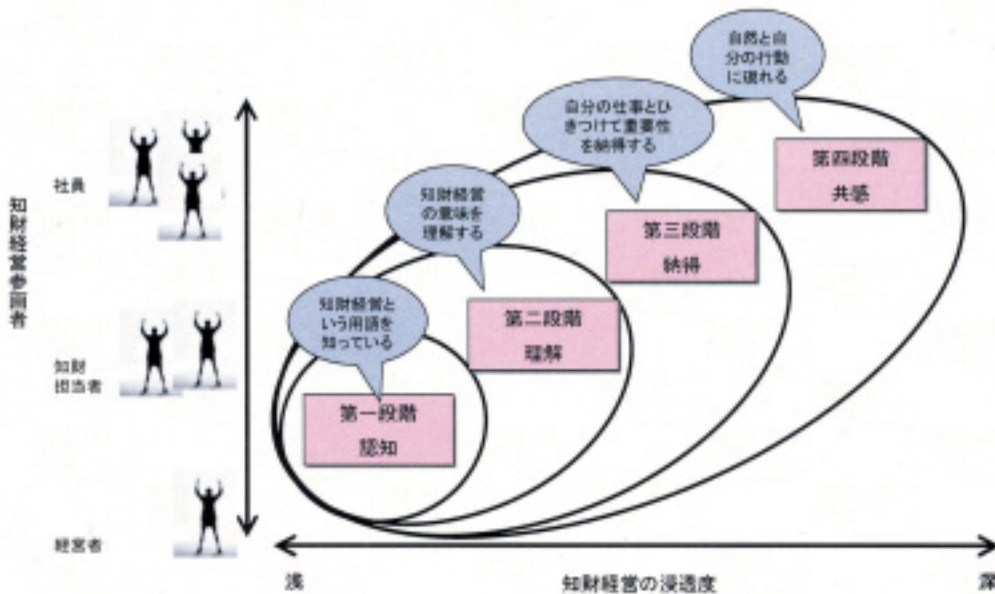 自然と自
分の行動
に現れる
自分の仕事とひ
きつけて重要性
を納得する
知財経営
の意味を
理解する
知財経営と
いう用語を
知っている
第四段階
共感
第三段階
納得
第二段階
理解
第一段階
認知
知財経営参画者
社員
知財
担当者
経営者
浅
知財経営の浸透度
深